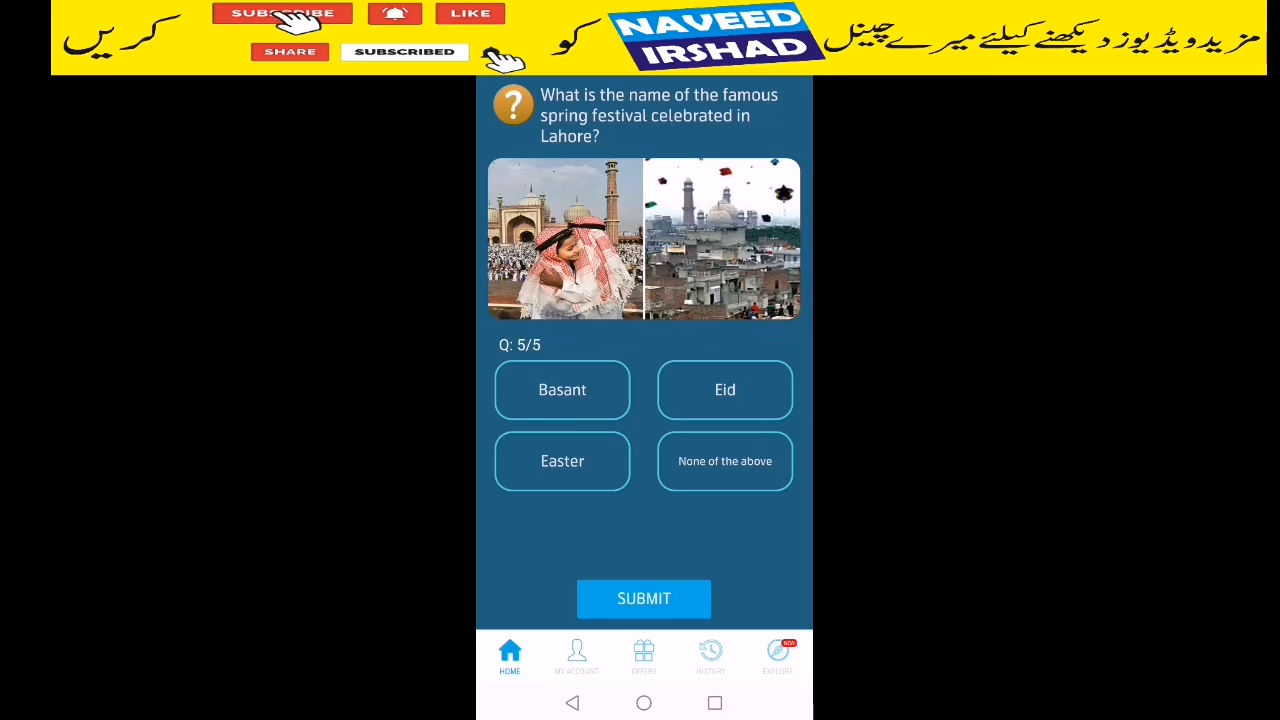 SUBSCRIBE LIKE
SHARE SUBSCRIBED
مزید ویڈیوز دیکھنے کیلئے میرے چینل NAVEED IRSHAD کو کریں
What is the name of the famous
spring festival celebrated in
Lahore?
Q: 5/5
Basant Eid
Easter None of the above
SUBMIT
HOME MY ACCOUNT OFFERS HISTORY EXPLORE NEW